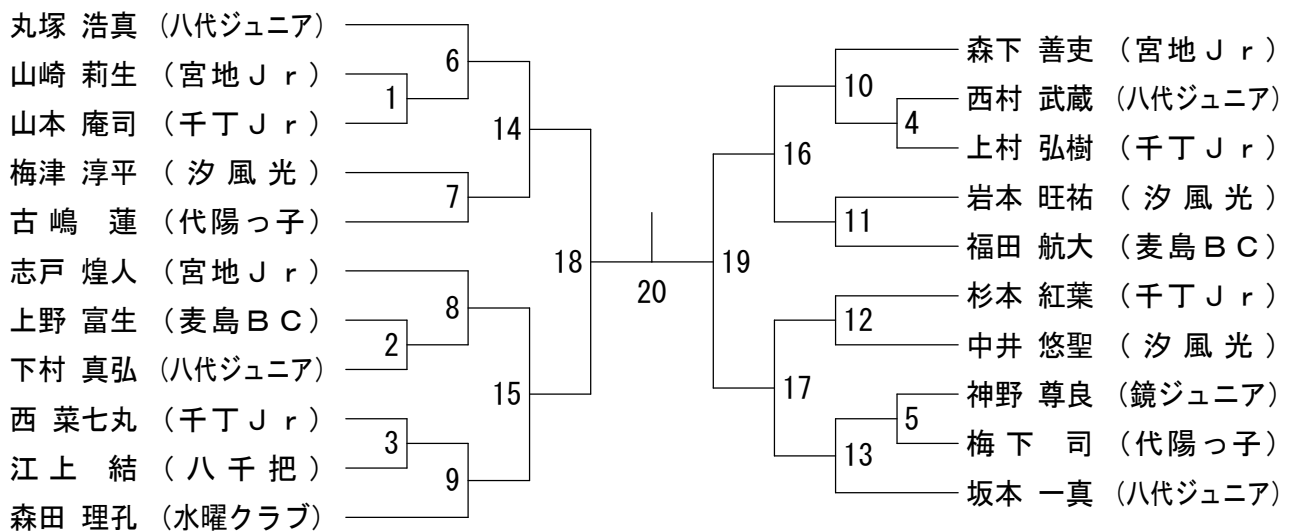 丸塚 浩真 (八代ジュニア)
山崎 莉生 (宮地Ｊｒ)
山本 庵司 (千丁Ｊｒ)
梅津 淳平 (汐風光)
古嶋 蓮 (代陽っ子)
志戸 煌人 (宮地Ｊｒ)
上野 富生 (麦島ＢＣ)
下村 真弘 (八代ジュニア)
西 菜七丸 (千丁Ｊｒ)
江上 結 (八千把)
森田 理孔 (水曜クラブ)
6
1
14
7
18
8
2
15
3
9
20
森下 善吏 (宮地Ｊｒ)
西村 武蔵 (八代ジュニア)
上村 弘樹 (千丁Ｊｒ)
岩本 旺祐 (汐風光)
福田 航大 (麦島ＢＣ)
杉本 紅葉 (千丁Ｊｒ)
中井 悠聖 (汐風光)
神野 尊良 (鏡ジュニア)
梅下 司 (代陽っ子)
坂本 一真 (八代ジュニア)
10
4
16
11
19
12
17
5
13